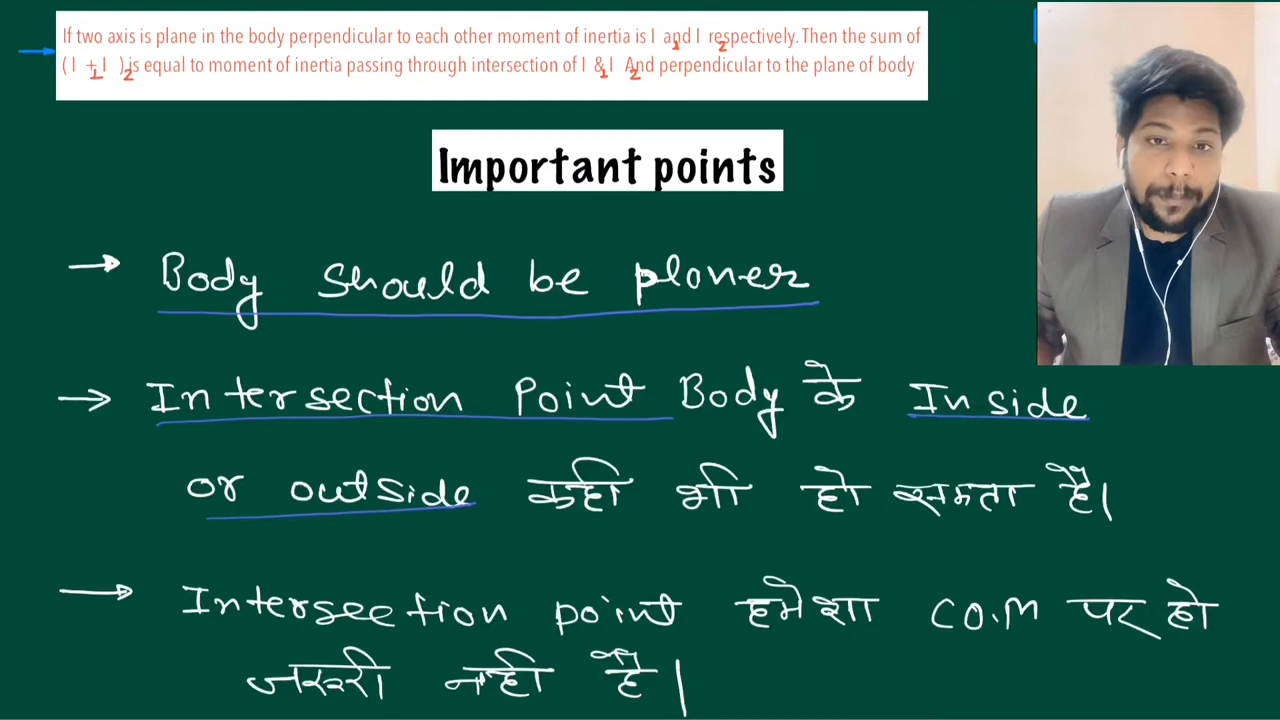 If two axis is plane in the body perpendicular to each other moment of inertia is I1 and I2 respectively. Then the sum of
(I1+I2) is equal to moment of inertia passing through intersection of I1 & I2 And perpendicular to the plane of body
Important points
→ Body should be planer
→ Intersection Point Body के Inside
or outside कही भी हो सकता है।
→ Intersection point हमेशा CO.M पर हो
जरूरी नही है।